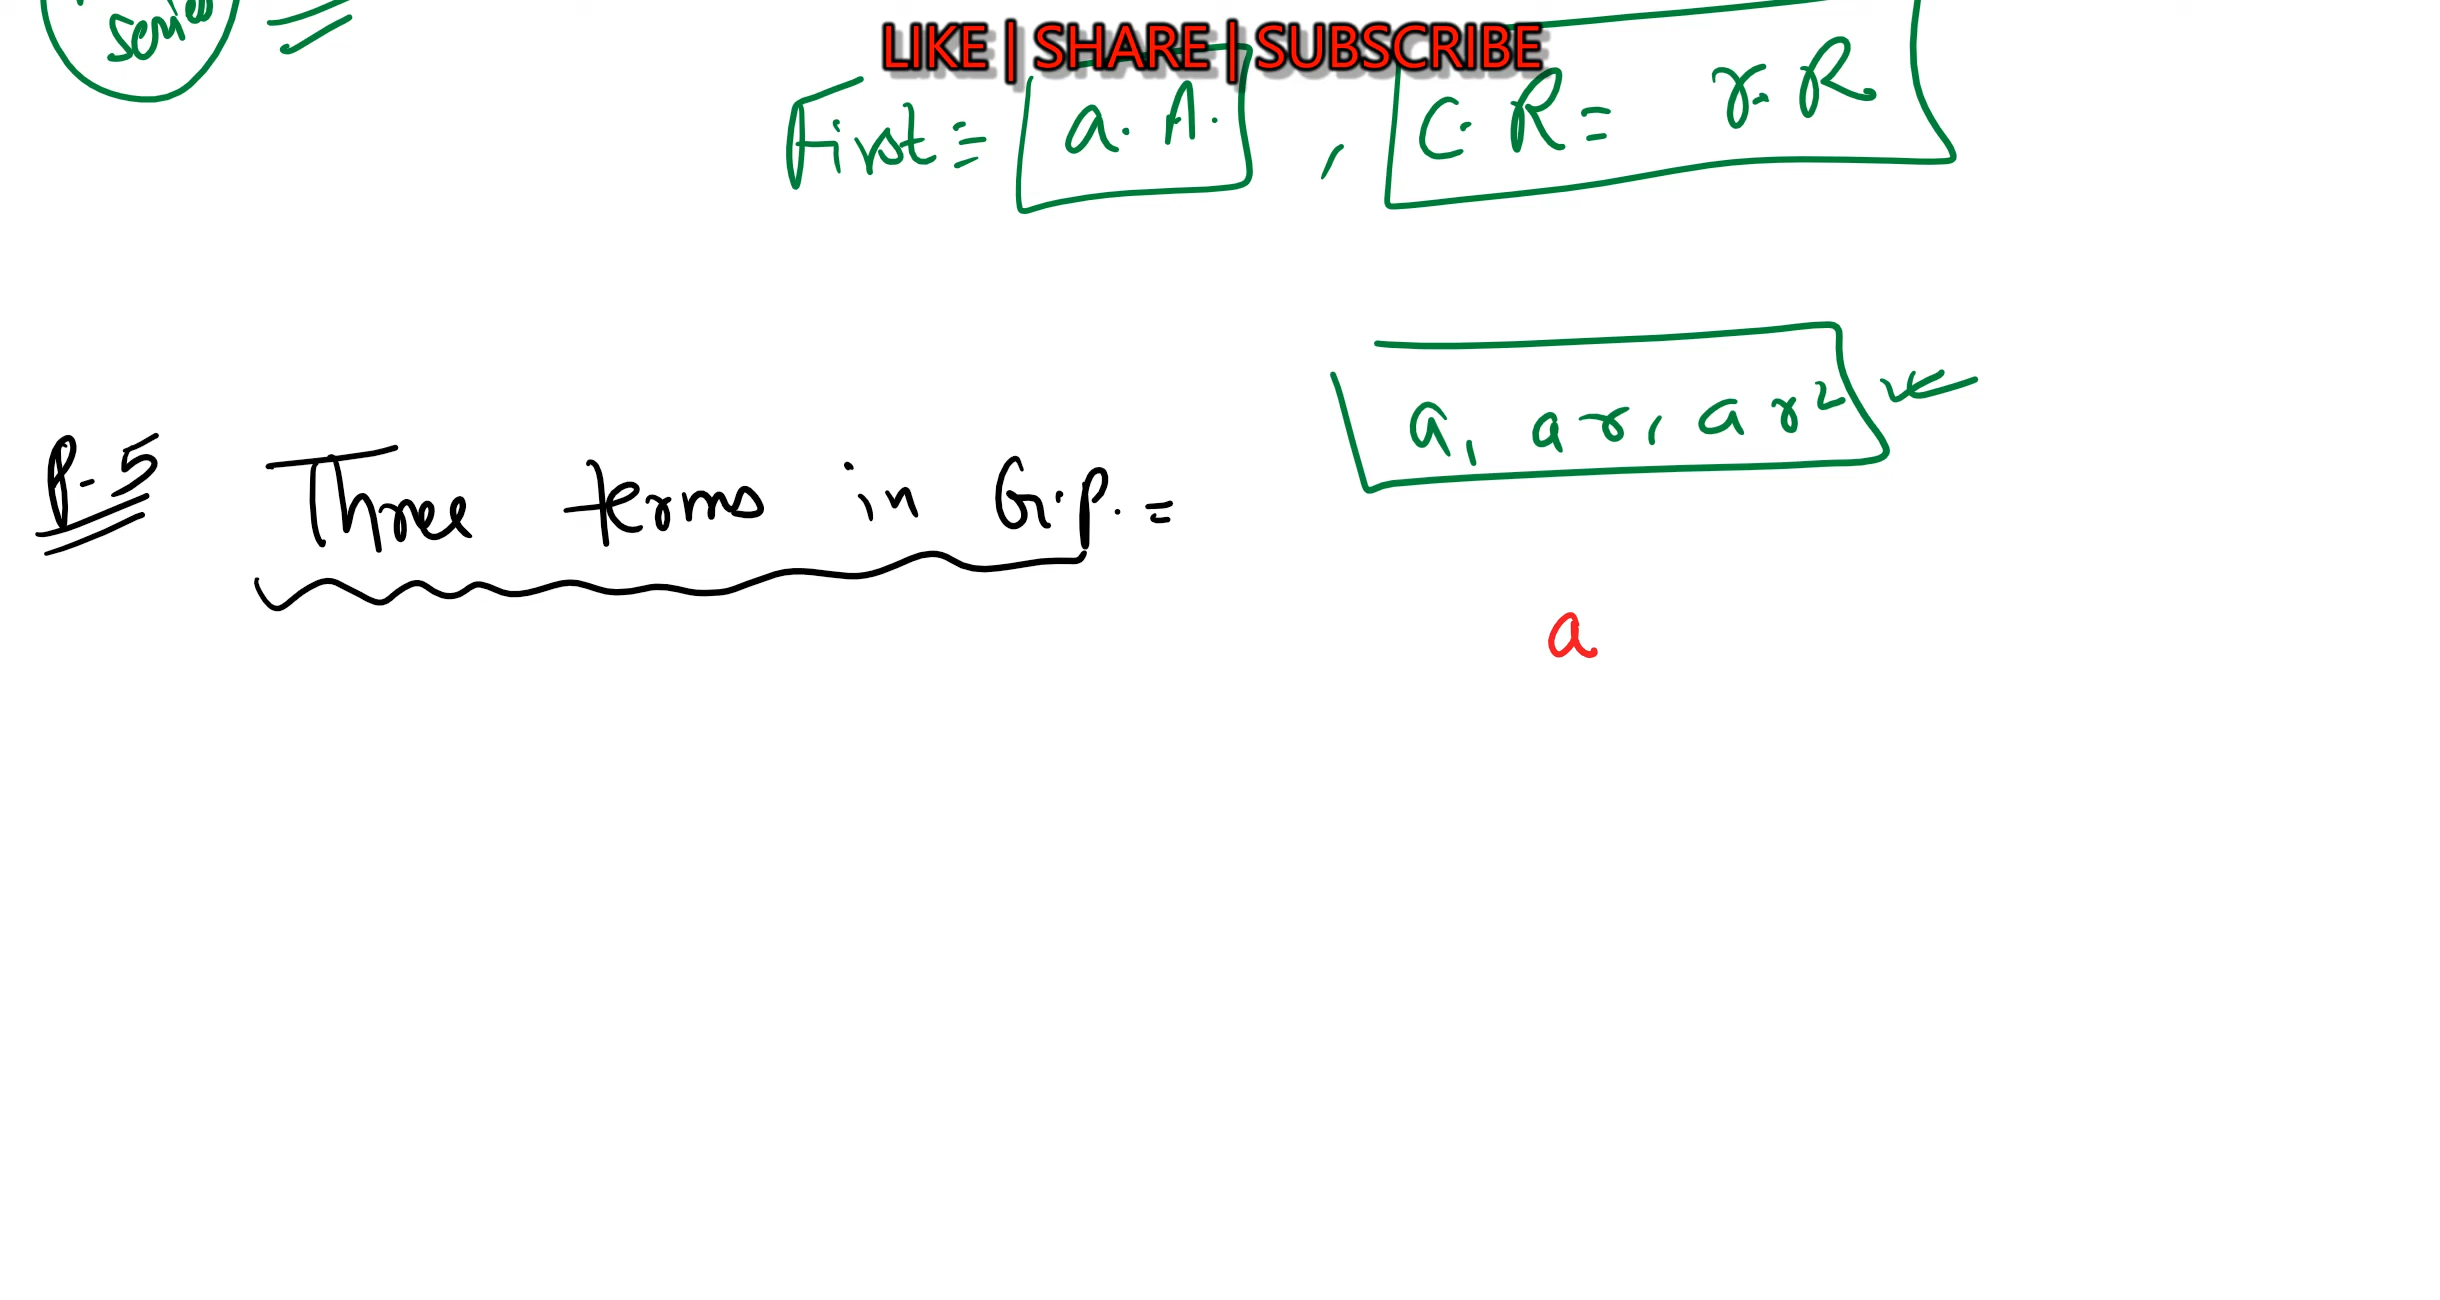 LIKE | SHARE | SUBSCRIBE
First = a. A. , C. R = r. R
a, ar, ar²
P-5 Three terms in G.P. =
a